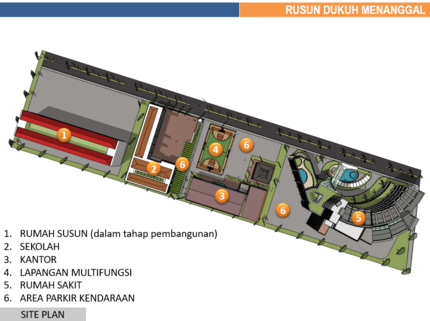 RUSUN DUKUH MENANGGAL
1
2
6
4
6
3
6
5
1. RUMAH SUSUN (dalam tahap pembangunan)
2. SEKOLAH
3. KANTOR
4. LAPANGAN MULTIFUNGSI
5. RUMAH SAKIT
6. AREA PARKIR KENDARAAN
SITE PLAN